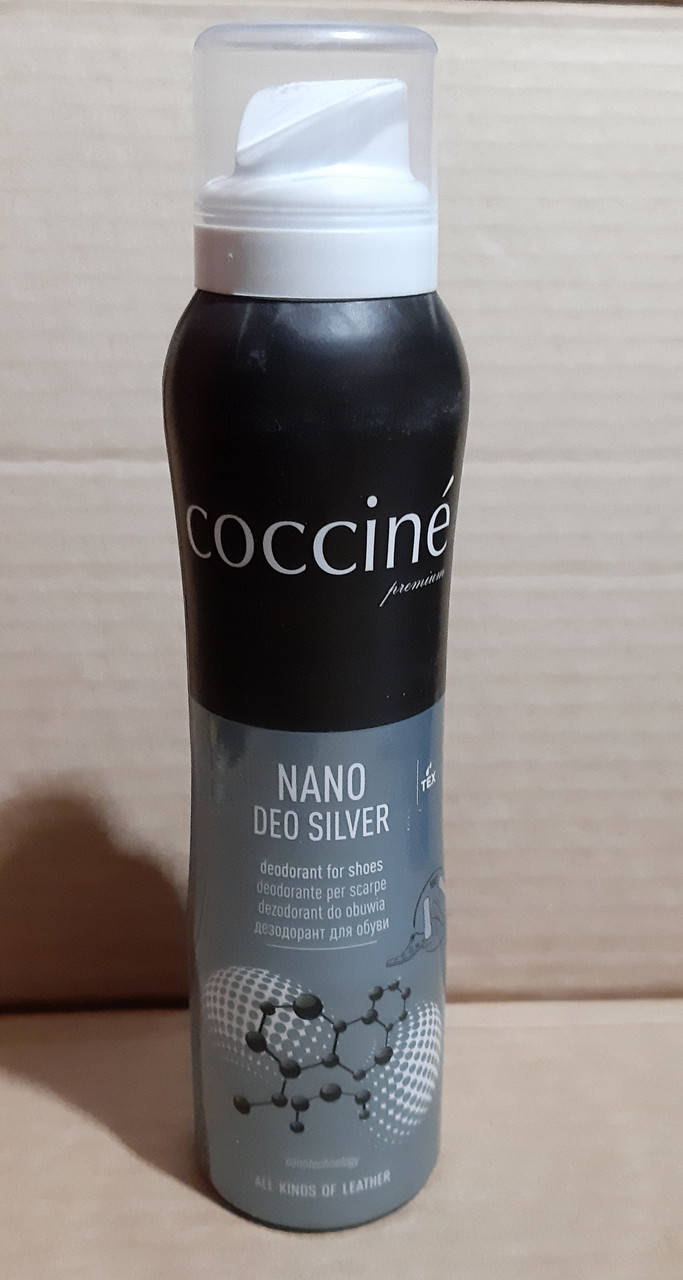 cocciné
premium
NANO
DEO SILVER
TEX
deodorant for shoes
deodorante per scarpe
dezodorant do obuwia
дезодорант для обуви
nanotechnology
ALL KINDS OF LEATHER